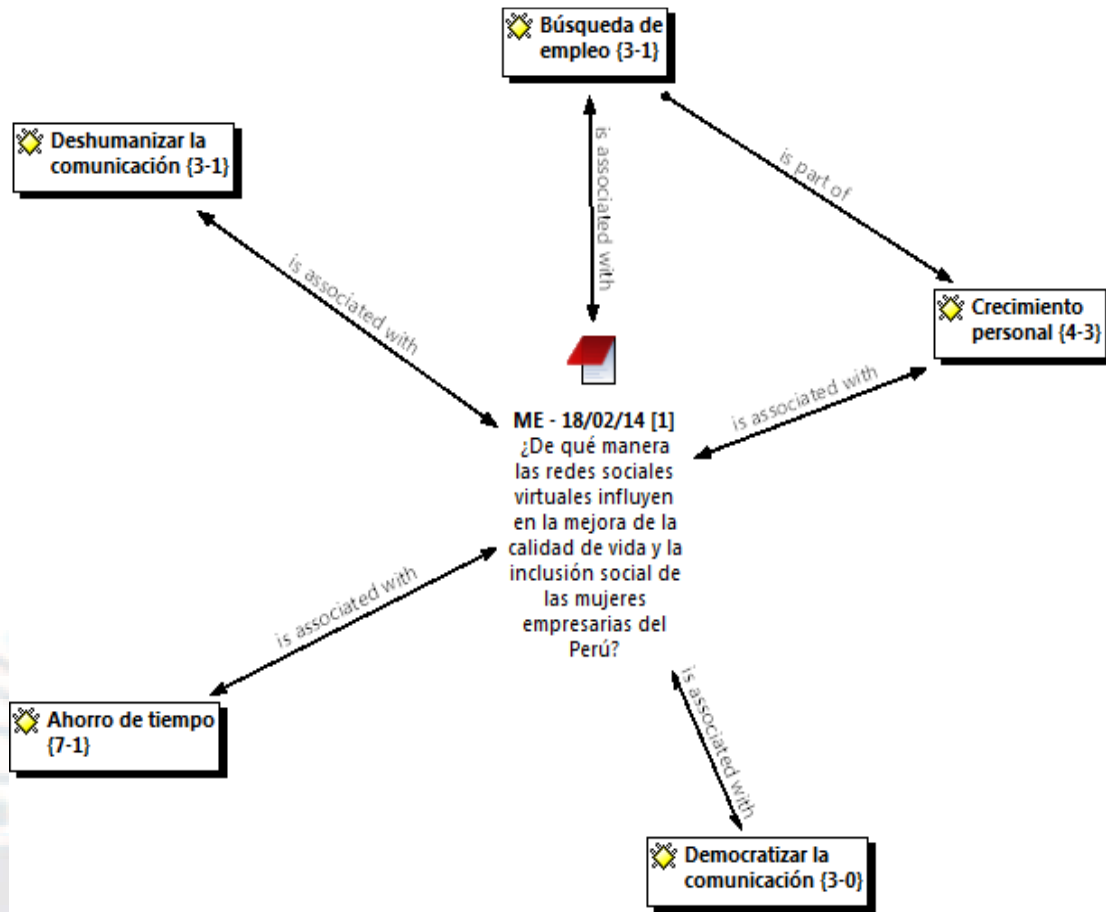 Búsqueda de
empleo {3-1}
Deshumanizar la
comunicación {3-1}
is associated with
is part of
is associated with
Crecimiento
personal {4-3}
is associated with
ME - 18/02/14 [1]
¿De qué manera
las redes sociales
virtuales influyen
en la mejora de la
calidad de vida y la
inclusión social de
las mujeres
empresarias del
Perú?
is associated with
Ahorro de tiempo
{7-1}
is associated with
Democratizar la
comunicación {3-0}